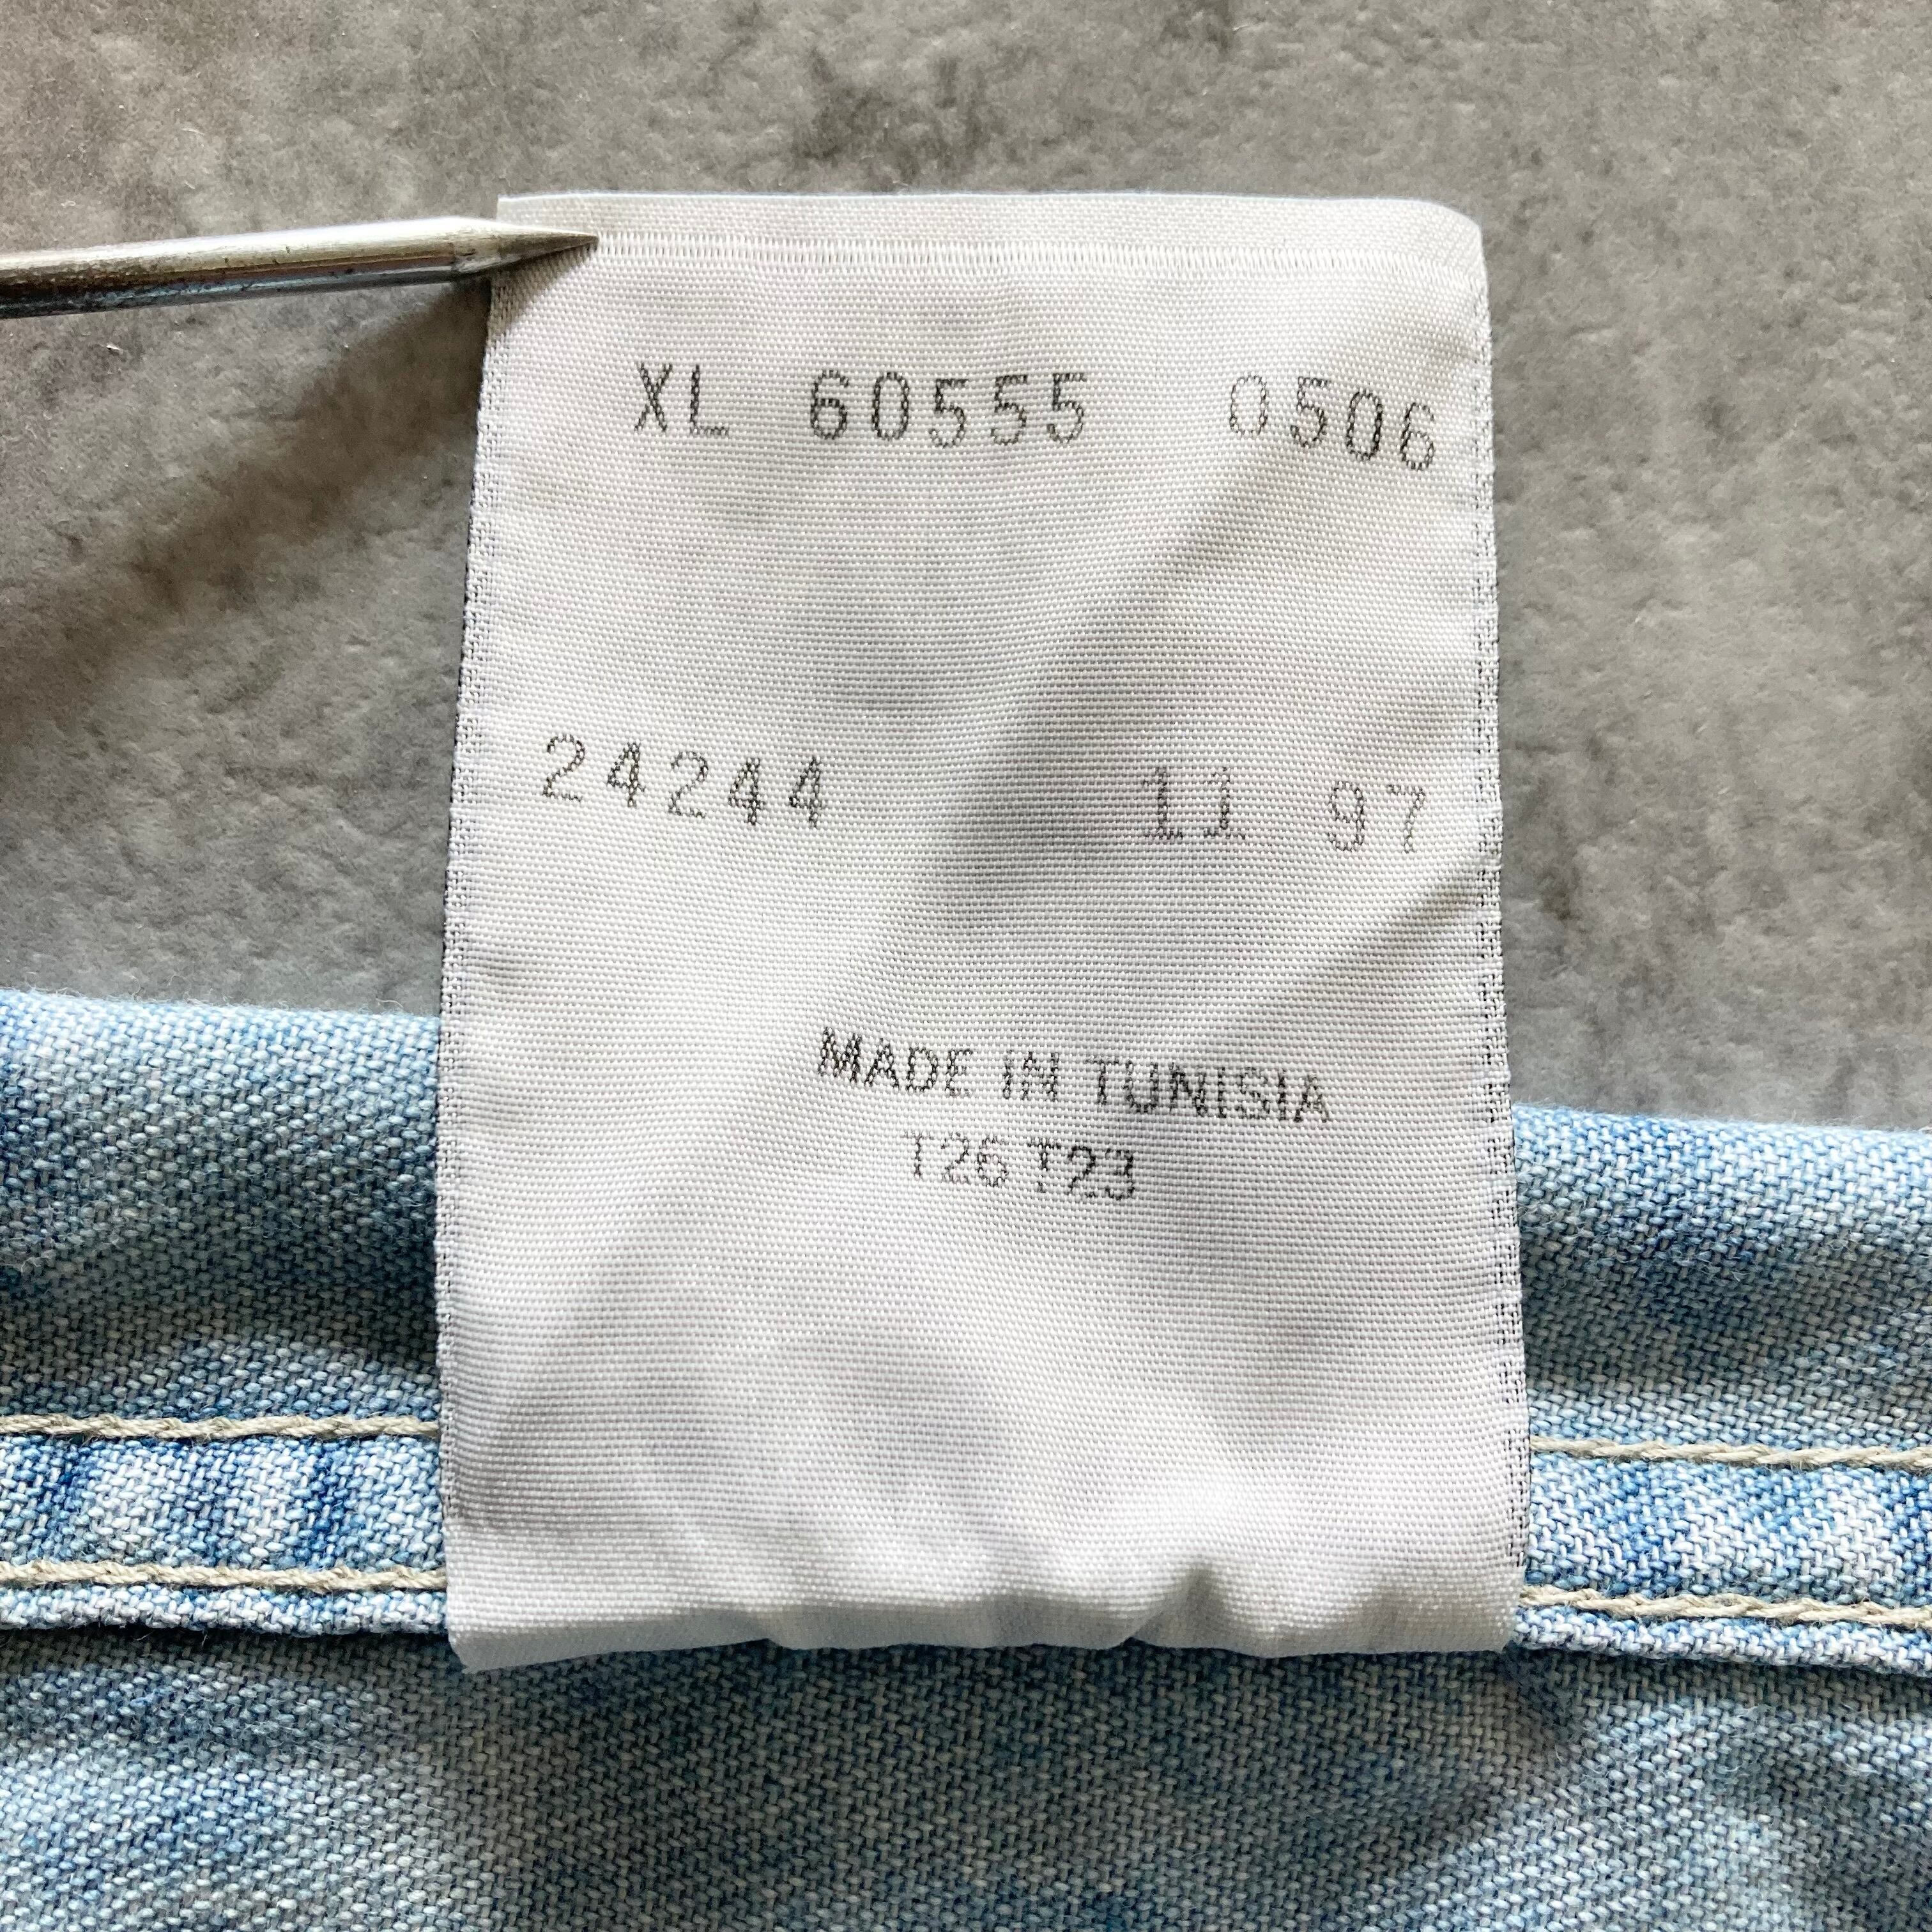 XL 60555 0506
24244 11 97
MADE IN TUNISIA
T26 T23